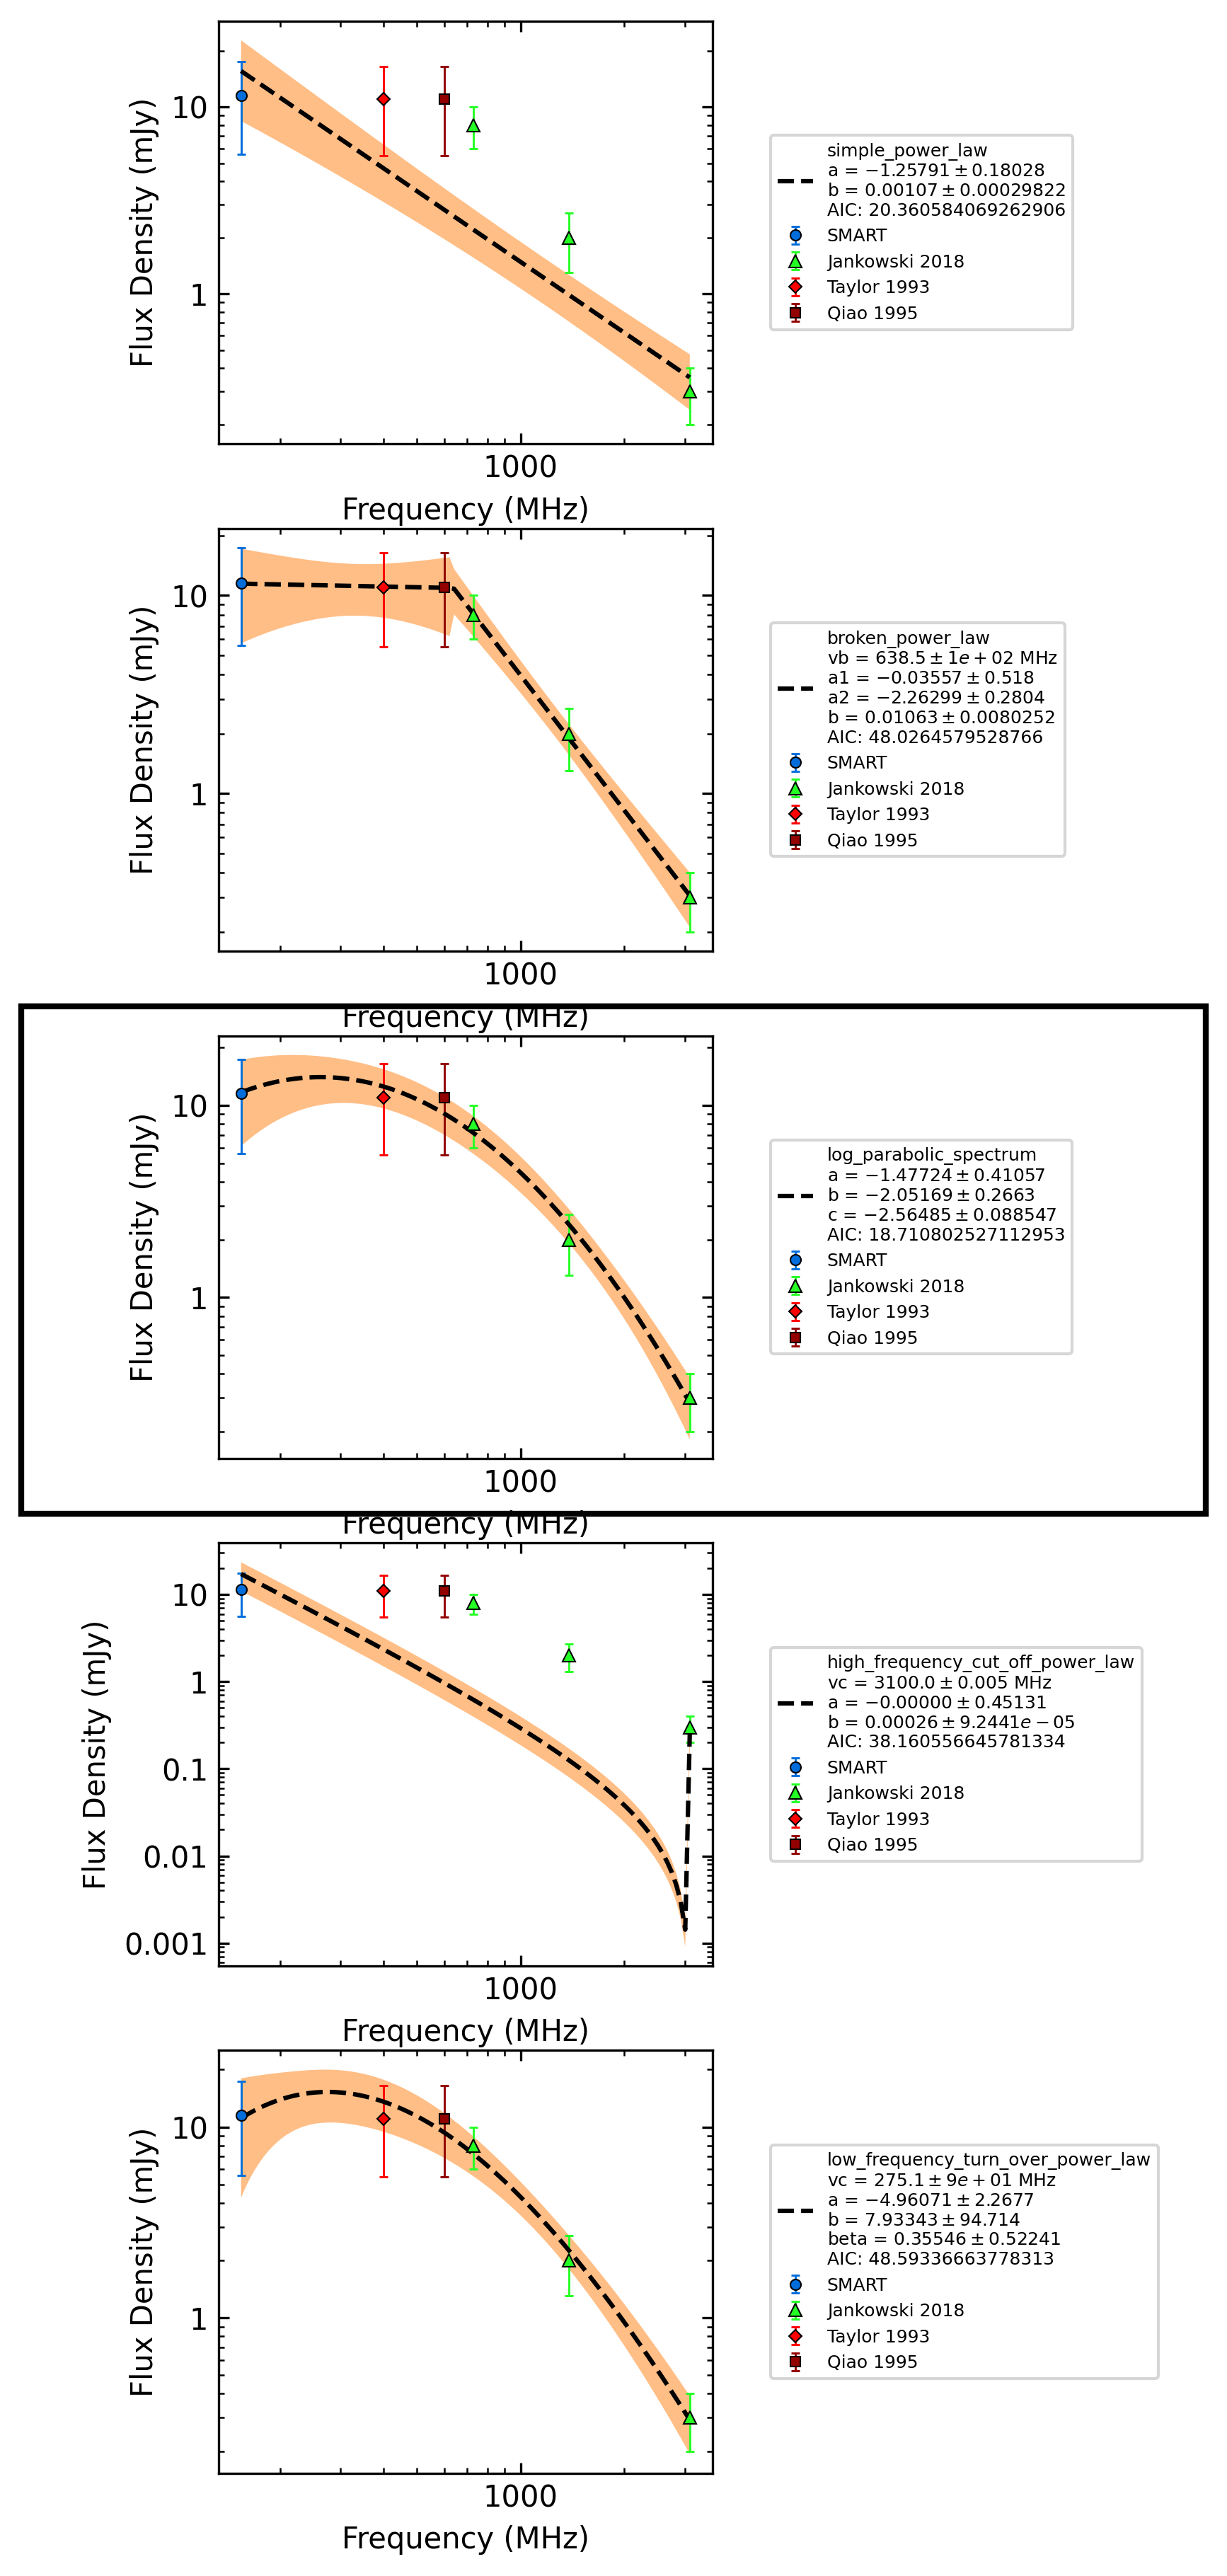 10
1
Flux Density (mJy)
1000
Frequency (MHz)
simple_power_law
a = −1.25791 ± 0.18028
b = 0.00107 ± 0.00029822
AIC: 20.360584069262906
SMART
Jankowski 2018
Taylor 1993
Qiao 1995
10
1
Flux Density (mJy)
1000
Frequency (MHz)
broken_power_law
vb = 638.5 ± 1e + 02 MHz
a1 = −0.03557 ± 0.518
a2 = −2.26299 ± 0.2804
b = 0.01063 ± 0.0080252
AIC: 48.0264579528766
SMART
Jankowski 2018
Taylor 1993
Qiao 1995
10
1
Flux Density (mJy)
1000
Frequency (MHz)
log_parabolic_spectrum
a = −1.47724 ± 0.41057
b = −2.05169 ± 0.2663
c = −2.56485 ± 0.088547
AIC: 18.710802527112953
SMART
Jankowski 2018
Taylor 1993
Qiao 1995
10
1
0.1
0.01
0.001
Flux Density (mJy)
1000
Frequency (MHz)
high_frequency_cut_off_power_law
vc = 3100.0 ± 0.005 MHz
a = −0.00000 ± 0.45131
b = 0.00026 ± 9.2441e − 05
AIC: 38.160556645781334
SMART
Jankowski 2018
Taylor 1993
Qiao 1995
10
1
Flux Density (mJy)
1000
Frequency (MHz)
low_frequency_turn_over_power_law
vc = 275.1 ± 9e + 01 MHz
a = −4.96071 ± 2.2677
b = 7.93343 ± 94.714
beta = 0.35546 ± 0.52241
AIC: 48.59336663778313
SMART
Jankowski 2018
Taylor 1993
Qiao 1995